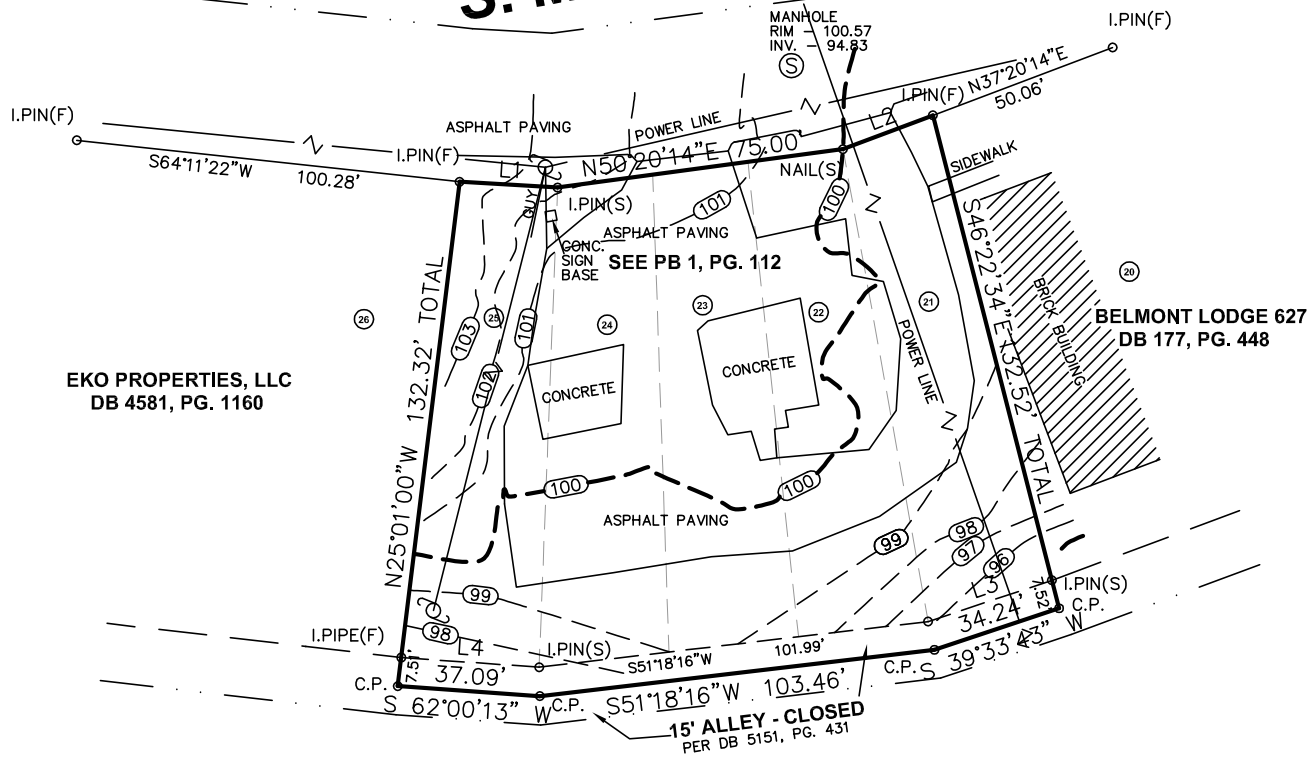 MANHOLE
RIM - 100.57
INV. - 94.83
S
I.PIN(F)
N37°20'14"E
50.06'
I.PIN(F)
L2
I.PIN(F)
S64°11'22"W
100.28'
ASPHALT PAVING
POWER LINE
I.PIN(F)
L1
N50°20'14"E 75.00'
NAIL(S)
SIDEWALK
GUY
I.PIN(S)
101
100
ASPHALT PAVING
CONC.
SIGN
BASE
SEE PB 1, PG. 112
S46°22'34"E 132.52' TOTAL
BRICK BUILDING
20
BELMONT LODGE 627
DB 177, PG. 448
26
25
24
23
22
21
N25°01'00"W 132.32' TOTAL
103
102
101
POWER LINE
CONCRETE
CONCRETE
EKO PROPERTIES, LLC
DB 4581, PG. 1160
100
100
ASPHALT PAVING
99
98
97
96
99
98
I.PIPE(F)
7.51'
L4
37.09'
I.PIN(S)
S51°18'16"W
101.99'
L3
34.24'
7.52'
I.PIN(S)
C.P.
C.P.
S 39°33'43" W
C.P.
S 62°00'13" W
C.P.
S51°18'16"W 103.46'
15' ALLEY - CLOSED
PER DB 5151, PG. 431